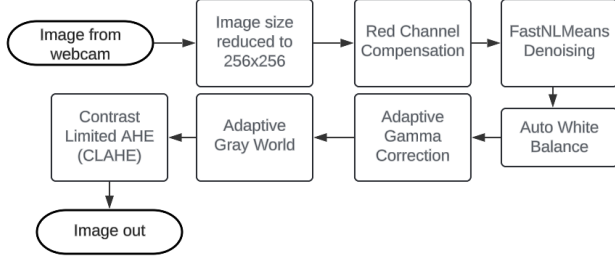 Image from
webcam
Image size
reduced to
256x256
Red Channel
Compensation
FastNLMeans
Denoising
Auto White
Balance
Adaptive
Gamma
Correction
Adaptive
Gray World
Contrast
Limited AHE
(CLAHE)
Image out